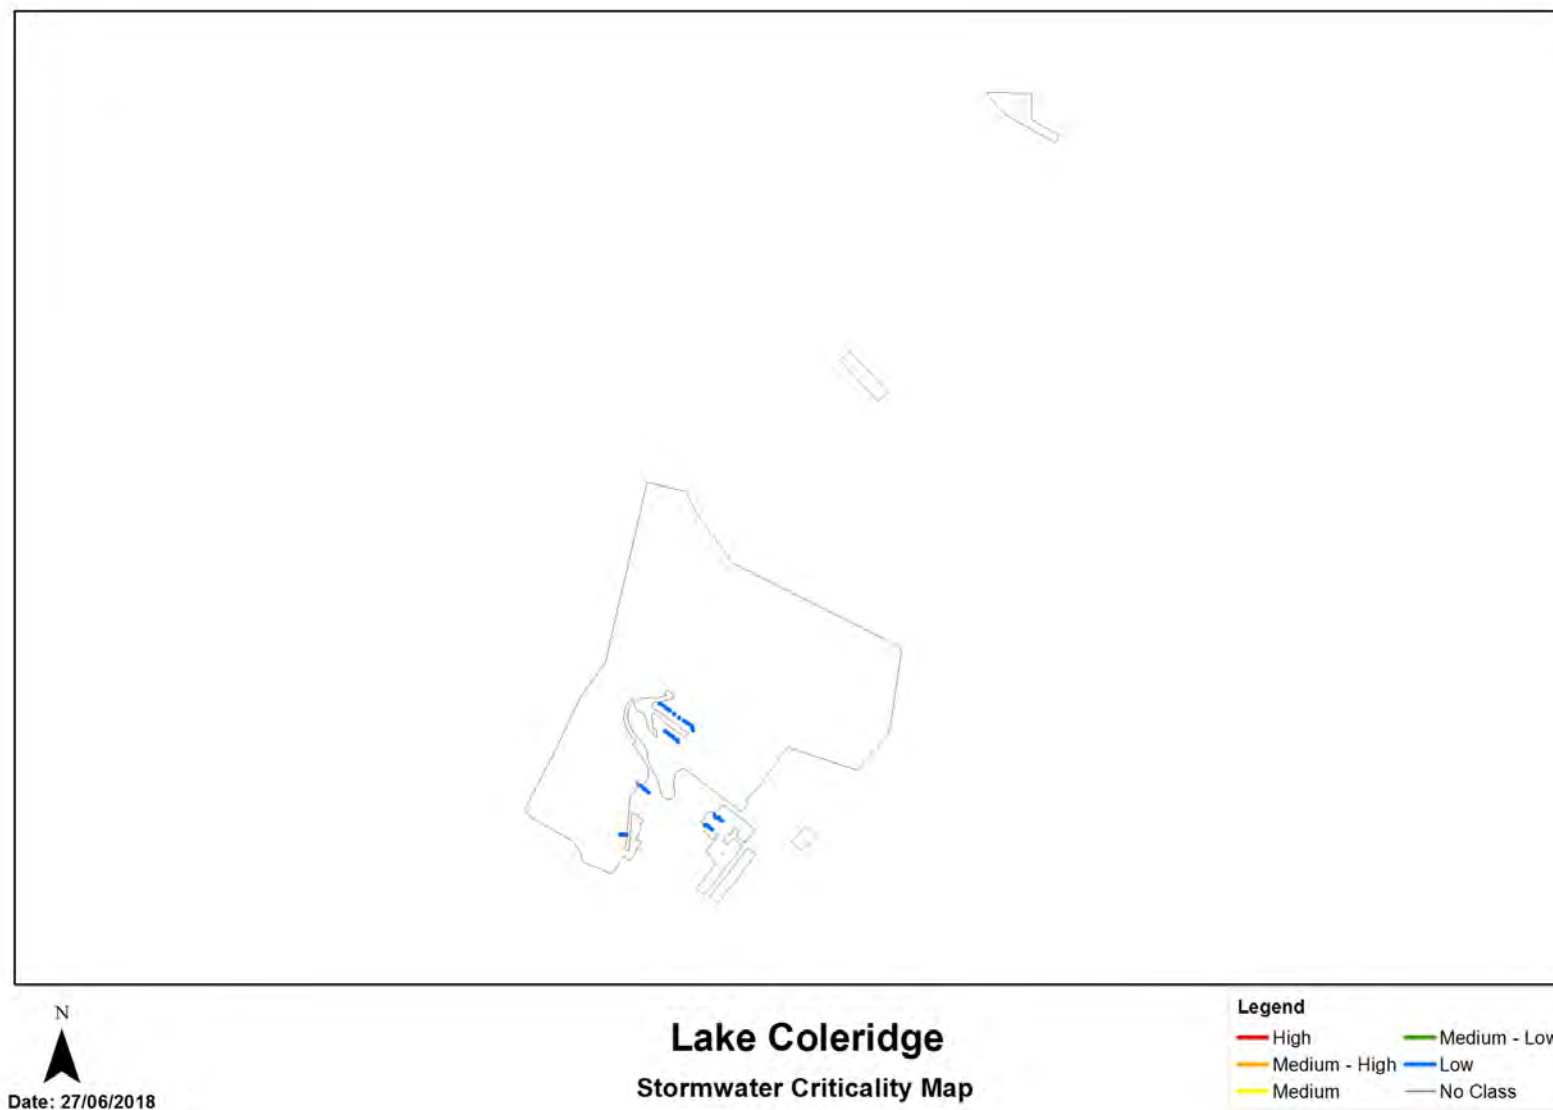 N
Date: 27/06/2018
Lake Coleridge
Stormwater Criticality Map
Legend
High
Medium - High
Medium
Medium - Low
Low
No Class